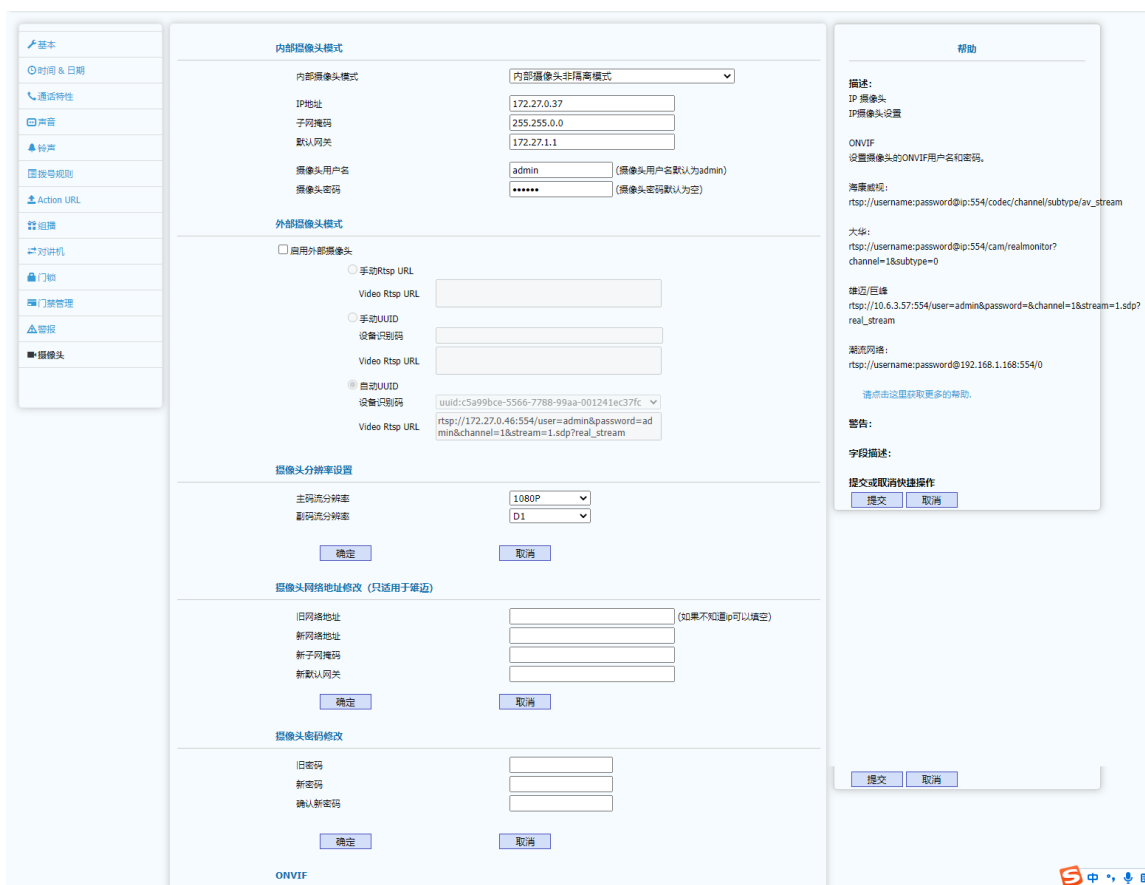 基本
时间 & 日期
通话特性
声音
铃声
拨号规则
Action URL
组播
对讲机
门锁
门禁管理
警报
摄像头
内部摄像头模式
内部摄像头模式 内部摄像头非隔离模式
IP地址 172.27.0.37
子网掩码 255.255.0.0
默认网关 172.27.1.1
摄像头用户名 admin (摄像头用户名默认为admin)
摄像头密码 •••••• (摄像头密码默认为空)
外部摄像头模式
启用外部摄像头
手动Rtsp URL
Video Rtsp URL
手动UUID
设备识别码
Video Rtsp URL
自动UUID
设备识别码 uuid:c5a99bce-5566-7788-99aa-001241ec37fc
Video Rtsp URL rtsp://172.27.0.46:554/user=admin&password=ad
min&channel=1&stream=1.sdp?real_stream
摄像头分辨率设置
主码流分辨率 1080P
副码流分辨率 D1
确定 取消
摄像头网络地址修改（只适用于雄迈)
旧网络地址 (如果不知道ip可以填空)
新网络地址
新子网掩码
新默认网关
确定 取消
摄像头密码修改
旧密码
新密码
确认新密码
确定 取消
ONVIF
帮助
描述:
IP 摄像头
IP摄像头设置
ONVIF
设置摄像头的ONVIF用户名和密码。
海康威视:
rtsp://username:password@ip:554/codec/channel/subtype/av_stream
大华:
rtsp://username:password@ip:554/cam/realmonitor?
channel=1&subtype=0
雄迈/巨峰
rtsp://10.6.3.57:554/user=admin&password=&channel=1&stream=1.sdp?
real_stream
潮流网络:
rtsp://username:password@192.168.1.168:554/0
请点击这里获取更多的帮助.
警告:
字段描述:
提交或取消快捷操作
提交 取消
提交 取消
中